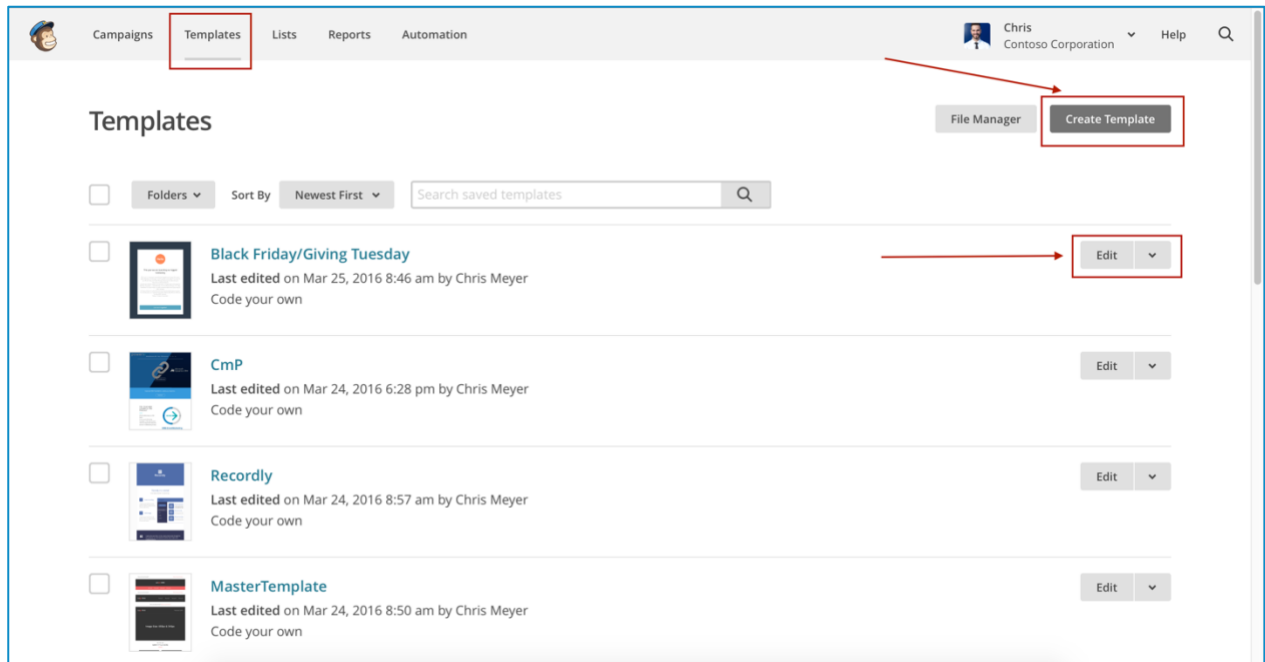 Campaigns Templates Lists Reports Automation
Chris
Contoso Corporation
Help
Templates
File Manager
Create Template
Folders Sort By Newest First Search saved templates
Black Friday/Giving Tuesday
Last edited on Mar 25, 2016 8:46 am by Chris Meyer
Code your own
Edit
CmP
Last edited on Mar 24, 2016 6:28 pm by Chris Meyer
Code your own
Edit
Recordly
Last edited on Mar 24, 2016 8:57 am by Chris Meyer
Code your own
Edit
MasterTemplate
Last edited on Mar 24, 2016 8:50 am by Chris Meyer
Code your own
Edit